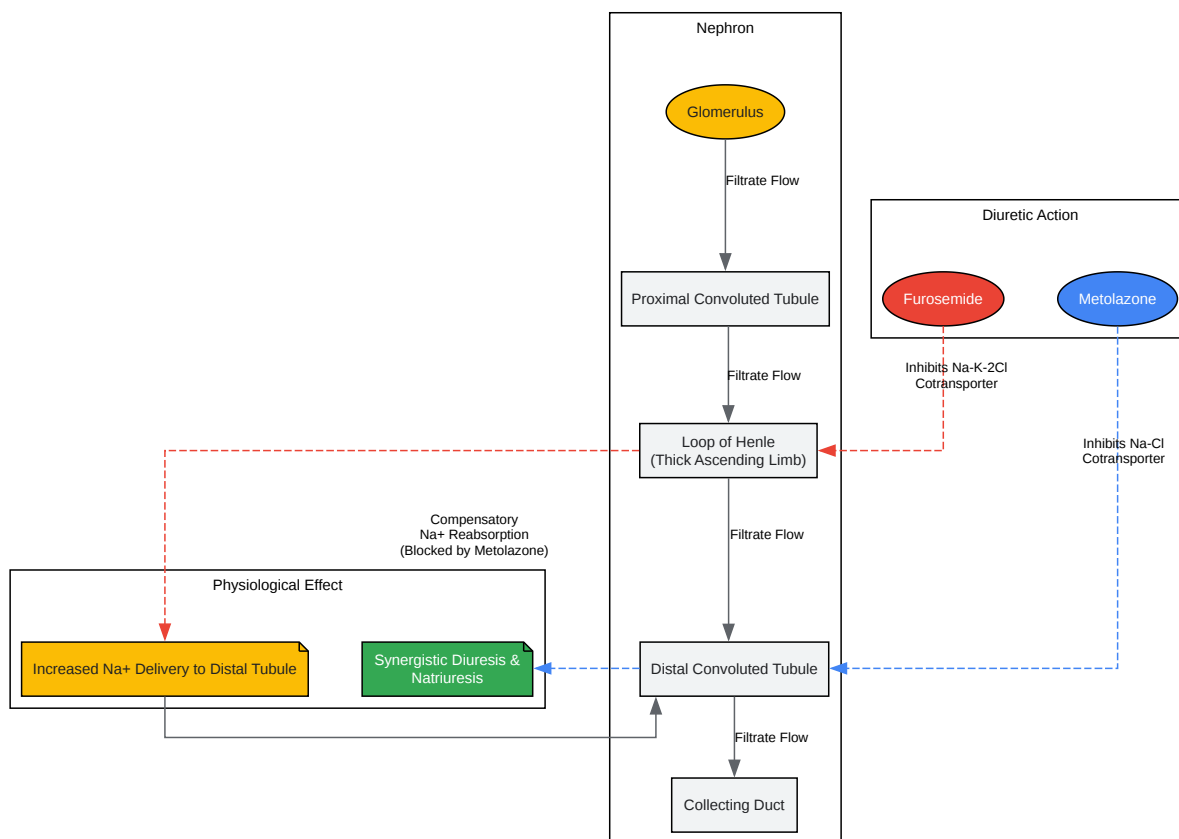 Nephron
Glomerulus
Filtrate Flow
Diuretic Action
Proximal Convoluted Tubule
Furosemide
Metolazone
Filtrate Flow
Inhibits Na-K-2Cl
Cotransporter
Loop of Henle
(Thick Ascending Limb)
Inhibits Na-Cl
Cotransporter
Compensatory
Na+ Reabsorption
(Blocked by Metolazone)
Filtrate Flow
Physiological Effect
Increased Na+ Delivery to Distal Tubule
Synergistic Diuresis &
Natriuresis
Distal Convoluted Tubule
Filtrate Flow
Collecting Duct